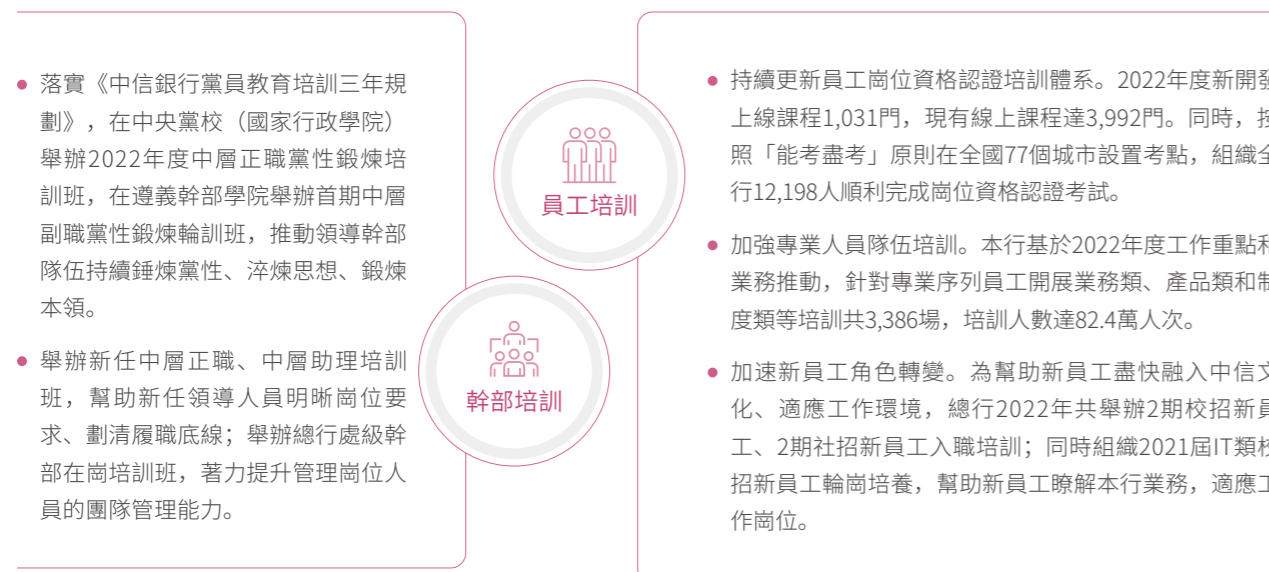 落實《中信銀行黨員教育培訓三年規
劃》，在中央黨校（國家行政學院）
舉辦2022年度中層正職黨性鍛煉培
訓班，在遵義幹部學院舉辦首期中層
副職黨性鍛煉輪訓班，推動領導幹部
隊伍持續錘煉黨性、淬煉思想、鍛煉
本領。
舉辦新任中層正職、中層助理培訓
班，幫助新任領導人員明晰崗位要
求、劃清履職底線；舉辦總行處級幹
部在崗培訓班，著力提升管理崗位人
員的團隊管理能力。
員工培訓
幹部培訓
持續更新員工崗位資格認證培訓體系。2022年度新開發
上線課程1,031門，現有線上課程達3,992門。同時，按
照「能考盡考」原則在全國77個城市設置考點，組織全
行12,198人順利完成崗位資格認證考試。
加強專業人員隊伍培訓。本行基於2022年度工作重點和
業務推動，針對專業序列員工開展業務類、產品類和制
度類等培訓共3,386場，培訓人數達82.4萬人次。
加速新員工角色轉變。為幫助新員工盡快融入中信文
化、適應工作環境，總行2022年共舉辦2期校招新員
工、2期社招新員工入職培訓；同時組織2021屆IT類校
招新員工輪崗培養，幫助新員工瞭解本行業務，適應工
作崗位。